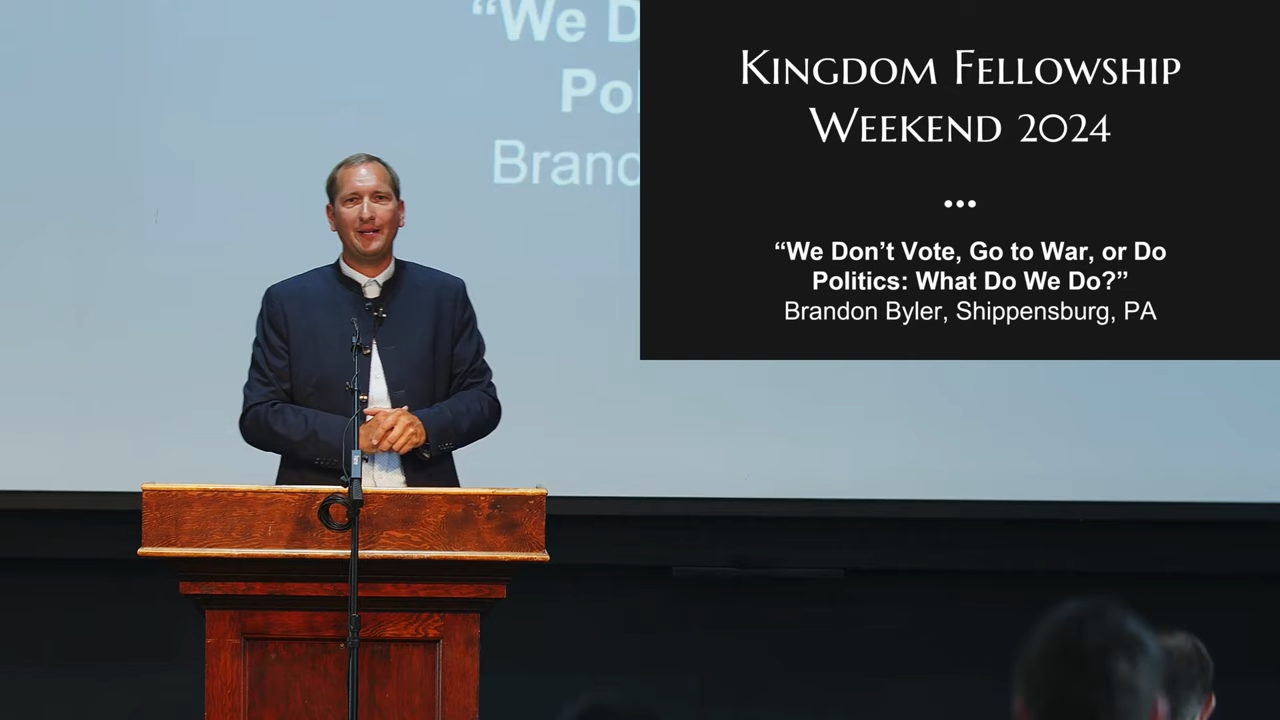 “We D
Pol
Brand
KINGDOM FELLOWSHIP
WEEKEND 2024
•••
“We Don’t Vote, Go to War, or Do
Politics: What Do We Do?”
Brandon Byler, Shippensburg, PA